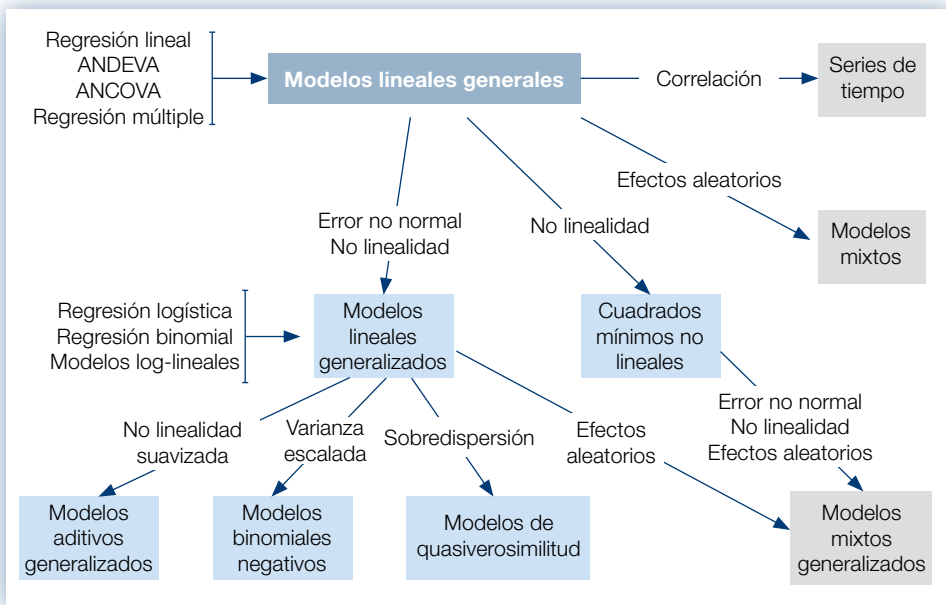 Regresión lineal
ANDEVA
ANCOVA
Regresión múltiple
Modelos lineales generales
Correlación
Series de
tiempo
Efectos aleatorios
Error no normal
No linealidad
No linealidad
Modelos
mixtos
Regresión logística
Regresión binomial
Modelos log-lineales
Modelos
lineales
generalizados
Cuadrados
mínimos no
lineales
No linealidad
suavizada
Varianza
escalada
Sobredispersión
Efectos
aleatorios
Error no normal
No linealidad
Efectos aleatorios
Modelos
aditivos
generalizados
Modelos
binomiales
negativos
Modelos de
quasiverosimilitud
Modelos
mixtos
generalizados